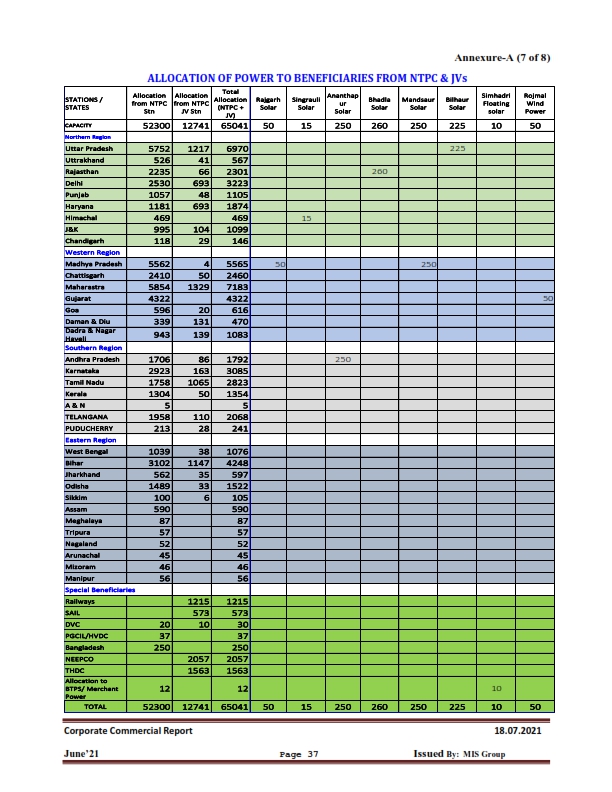 Annexure-A (7 of 8)
ALLOCATION OF POWER TO BENEFICIARIES FROM NTPC & JVs
STATIONS / STATES Allocation from NTPC Stn Allocation from NTPC JV Stn Total Allocation (NTPC + JV) Rajgarh Solar Singrauli Solar Ananthap ur Solar Bhadla Solar Mandsaur Solar Bilhaur Solar Simhadri Floating solar Rojmal Wind Power
CAPACITY 52300 12741 65041 50 15 250 260 250 225 10 50
Northern Region
Uttar Pradesh 5752 1217 6970 225
Uttrakhand 526 41 567
Rajasthan 2235 66 2301 260
Delhi 2530 693 3223
Punjab 1057 48 1105
Haryana 1181 693 1874
Himachal 469 469 15
J&K 995 104 1099
Chandigarh 118 29 146
Western Region
Madhya Pradesh 5562 4 5565 50 250
Chattisgarh 2410 50 2460
Maharastra 5854 1329 7183
Gujarat 4322 4322 50
Goa 596 20 616
Daman & Diu 339 131 470
Dadra & Nagar Haveli 943 139 1083
Southern Region
Andhra Pradesh 1706 86 1792 250
Karnataka 2923 163 3085
Tamil Nadu 1758 1065 2823
Kerala 1304 50 1354
A & N 5 5
TELANGANA 1958 110 2068
PUDUCHERRY 213 28 241
Eastern Region
West Bengal 1039 38 1076
Bihar 3102 1147 4248
Jharkhand 562 35 597
Odisha 1489 33 1522
Sikkim 100 6 105
Assam 590 590
Meghalaya 87 87
Tripura 57 57
Nagaland 52 52
Arunachal 45 45
Mizoram 46 46
Manipur 56 56
Special Beneficiaries
Railways 1215 1215
SAIL 573 573
DVC 20 10 30
PGCIL/HVDC 37 37
Bangladesh 250 250
NEEPCO 2057 2057
THDC 1563 1563
Allocation to BTPS/ Merchant Power 12 12 10
TOTAL 52300 12741 65041 50 15 250 260 250 225 10 50
Corporate Commercial Report 18.07.2021
June'21 Page 37 Issued By: MIS Group